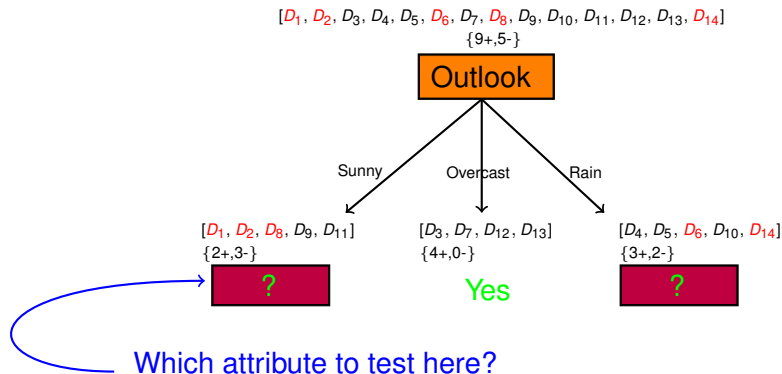 [D1, D2, D3, D4, D5, D6, D7, D8, D9, D10, D11, D12, D13, D14]
{9+,5-}
Outlook
Sunny
Overcast
Rain
[D1, D2, D8, D9, D11]
{2+,3-}
?
[D3, D7, D12, D13]
{4+,0-}
Yes
[D4, D5, D6, D10, D14]
{3+,2-}
?
Which attribute to test here?